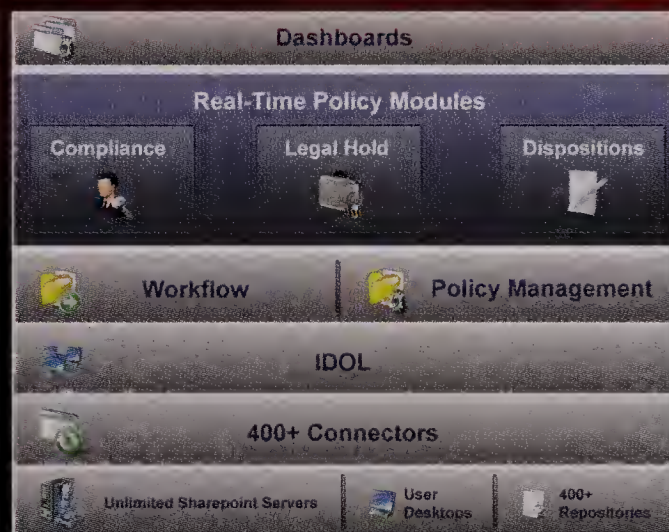 Dashboards
Real-Time Policy Modules
Compliance
Legal Hold
Dispositions
Workflow
Policy Management
IDOL
400+ Connectors
Unlimited Sharepoint Servers
User
Desktops
400+
Repositories